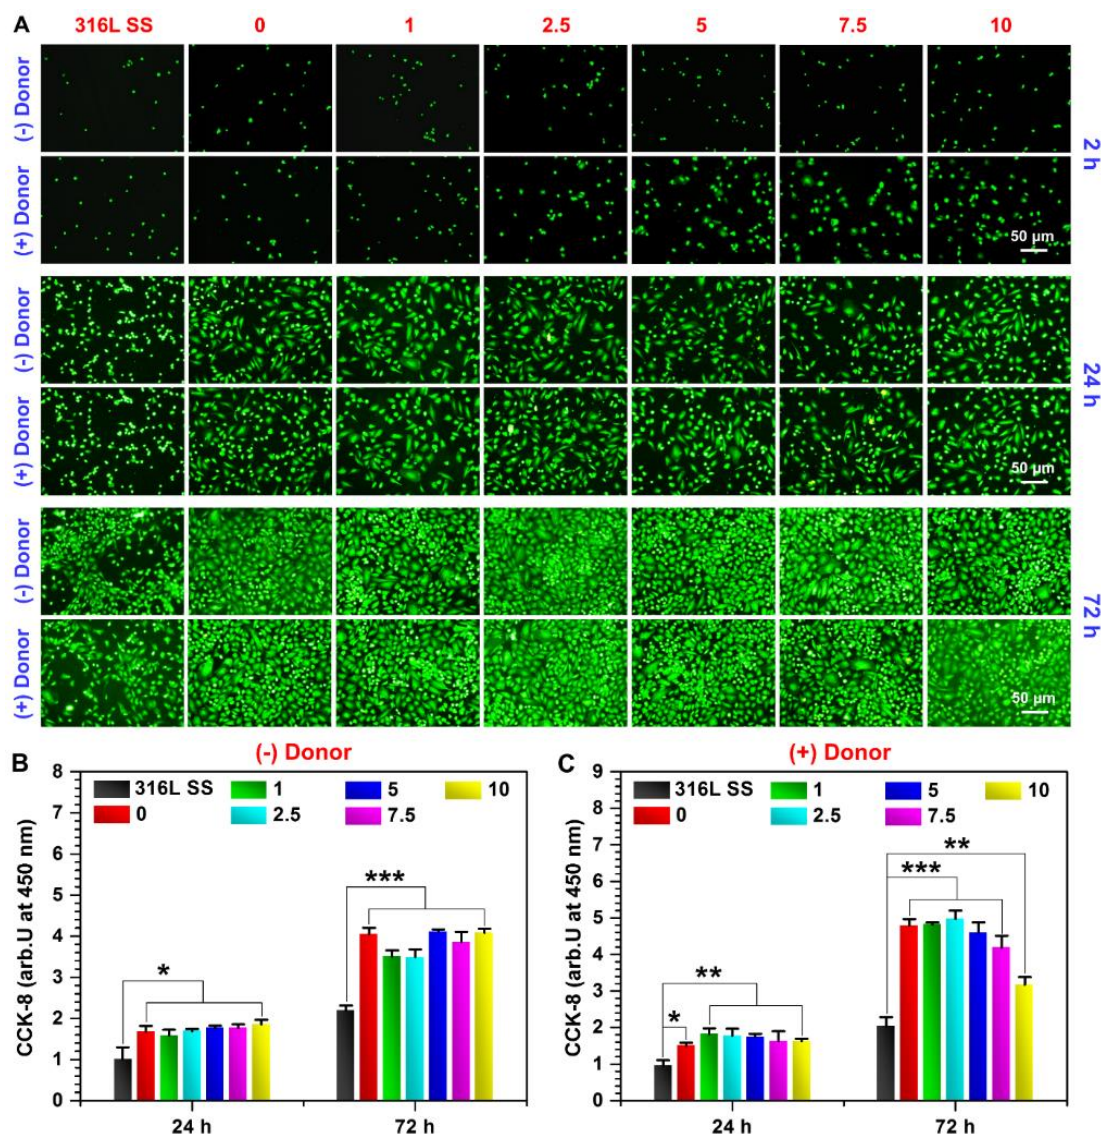 A 316L SS 0 1 2.5 5 7.5 10
(-) Donor
2 h
(+) Donor
50 µm
(-) Donor
24 h
(+) Donor
50 µm
(-) Donor
72 h
(+) Donor
50 µm
B (-) Donor
CCK-8 (arb.U at 450 nm)
8
7
6
5
4
3
2
1
0
316L SS 1 5 10
0 2.5 7.5
***
*
24 h 72 h
C (+) Donor
CCK-8 (arb.U at 450 nm)
9
8
7
6
5
4
3
2
1
0
316L SS 1 5 10
0 2.5 7.5
**
***
**
*
24 h 72 h